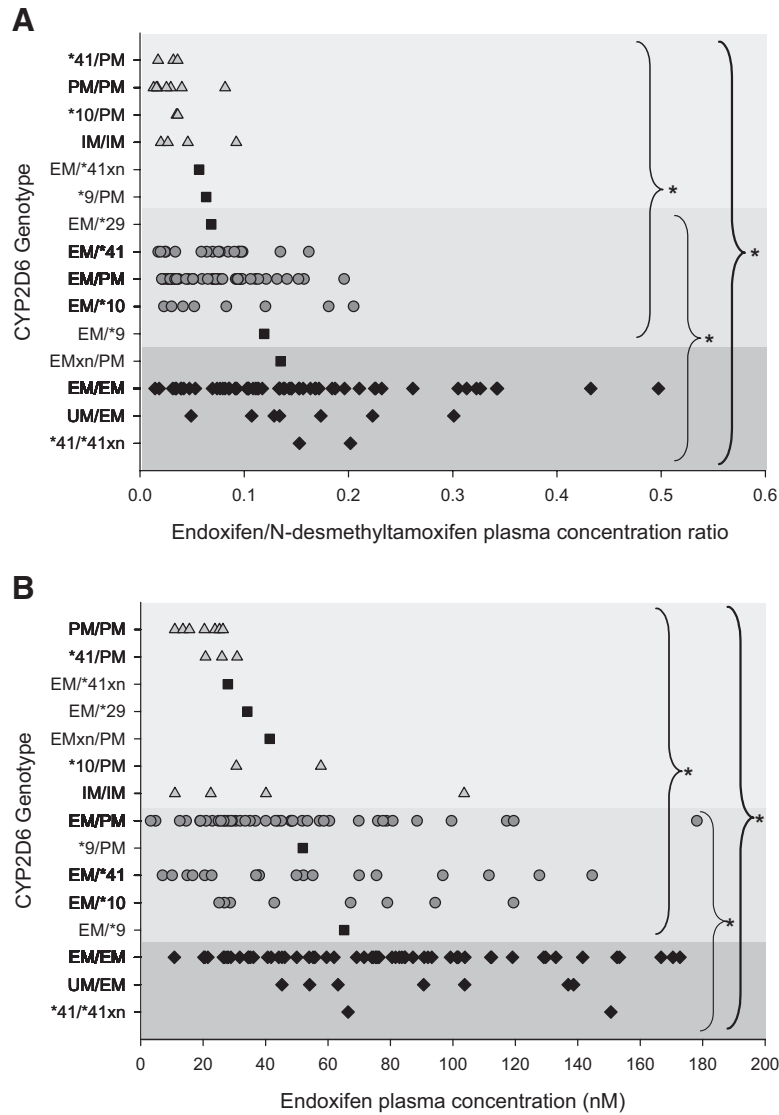 A
*41/PM
PM/PM
*10/PM
IM/IM
EM/*41xn
*9/PM
EM/*29
EM/*41
EM/PM
EM/*10
EM/*9
EMxn/PM
EM/EM
UM/EM
*41/*41xn
CYP2D6 Genotype
*
*
*
0.0 0.1 0.2 0.3 0.4 0.5 0.6
Endoxifen/N-desmethyltamoxifen plasma concentration ratio
B
PM/PM
*41/PM
EM/*41xn
EM/*29
EMxn/PM
*10/PM
IM/IM
EM/PM
*9/PM
EM/*41
EM/*10
EM/*9
EM/EM
UM/EM
*41/*41xn
CYP2D6 Genotype
*
*
*
0 20 40 60 80 100 120 140 160 180 200
Endoxifen plasma concentration (nM)